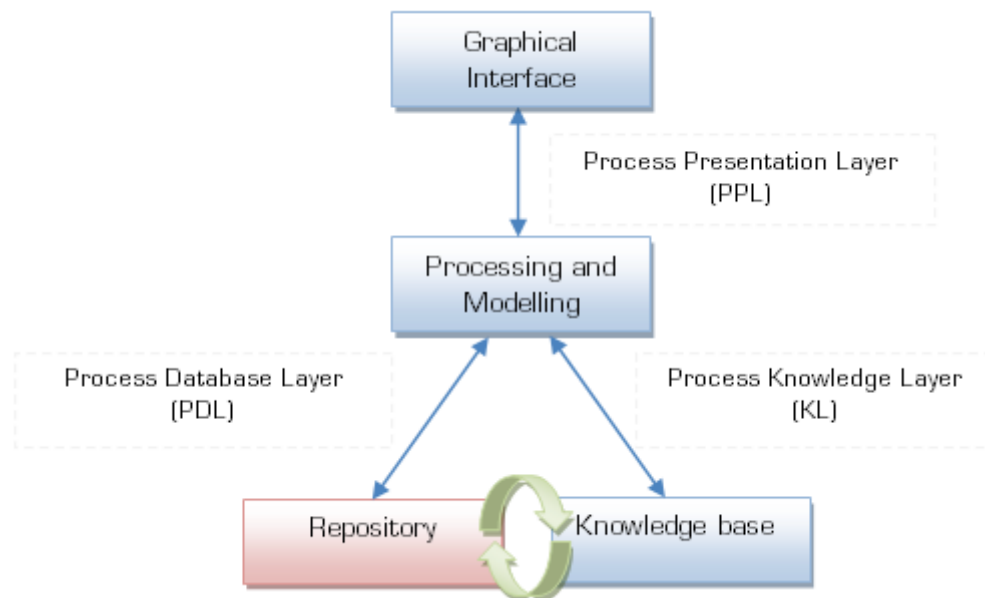 Graphical
Interface
Process Presentation Layer
(PPL)
Processing and
Modelling
Process Database Layer
(PDL)
Process Knowledge Layer
(KL)
Repository
Knowledge base